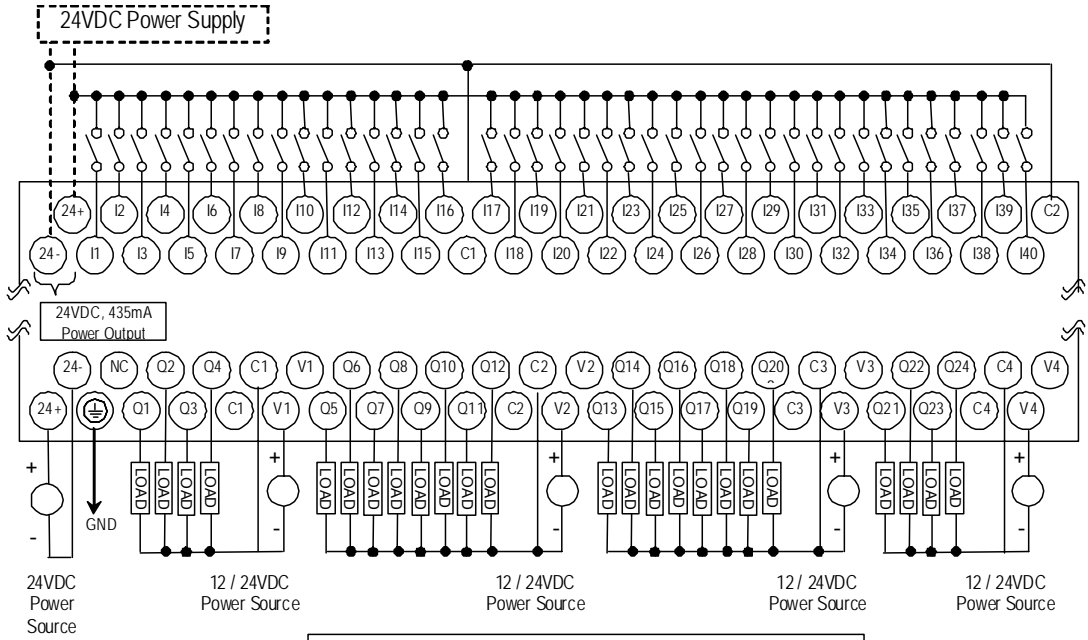 24VDC Power Supply
24+ I2 I4 I6 I8 I10 I12 I14 I16 I17 I19 I21 I23 I25 I27 I29 I31 I33 I35 I37 I39 C2
24- I1 I3 I5 I7 I9 I11 I13 I15 C1 I18 I20 I22 I24 I26 I28 I30 I32 I34 I36 I38 I40
24VDC, 435mA
Power Output
24- NC Q2 Q4 C1 V1 Q6 Q8 Q10 Q12 C2 V2 Q14 Q16 Q18 Q20 C3 V3 Q22 Q24 C4 V4
24+ Q1 Q3 C1 V1 Q5 Q7 Q9 Q11 C2 V2 Q13 Q15 Q17 Q19 C3 V3 Q21 Q23 C4 V4
+ + + + +
LOAD LOAD LOAD LOAD LOAD LOAD LOAD LOAD LOAD LOAD LOAD LOAD LOAD LOAD LOAD LOAD LOAD LOAD LOAD LOAD LOAD LOAD LOAD LOAD
- - - - -
GND
24VDC
Power
Source
12 / 24VDC
Power Source
12 / 24VDC
Power Source
12 / 24VDC
Power Source
12 / 24VDC
Power Source